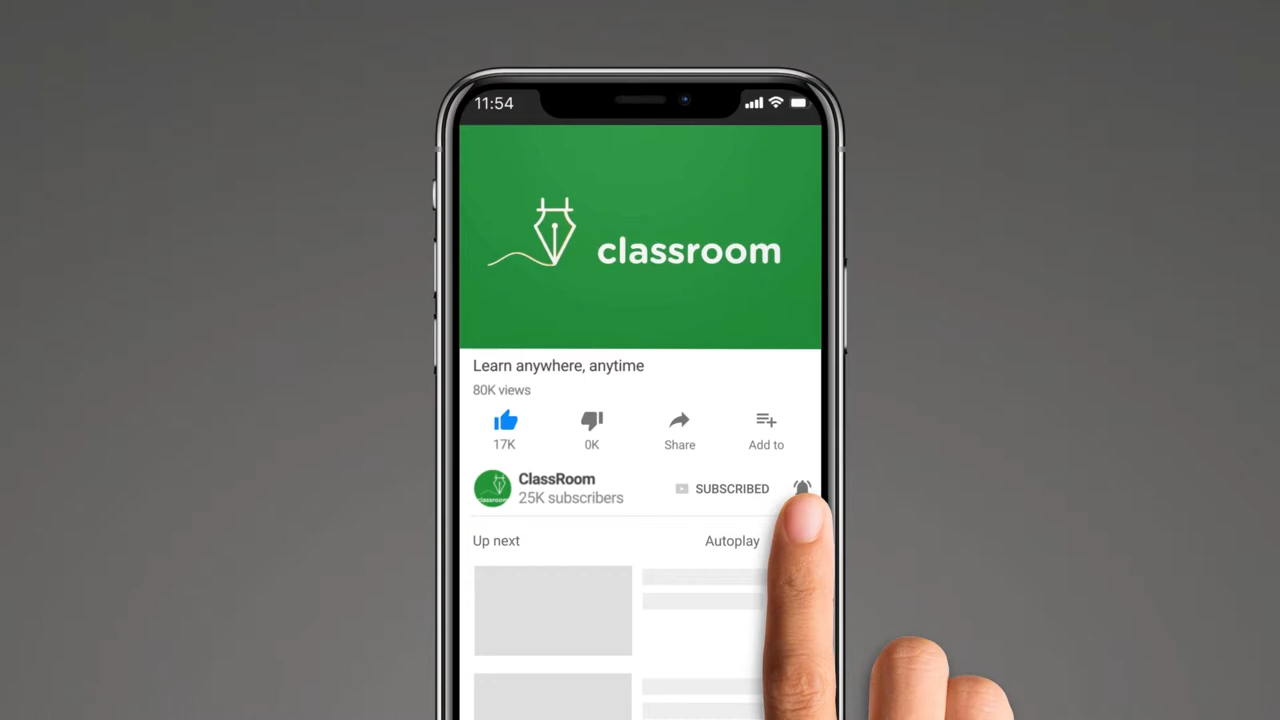 11:54
classroom
Learn anywhere, anytime
80K views
17K
0K
Share
Add to
ClassRoom
25K subscribers
SUBSCRIBED
Up next
Autoplay
classroom